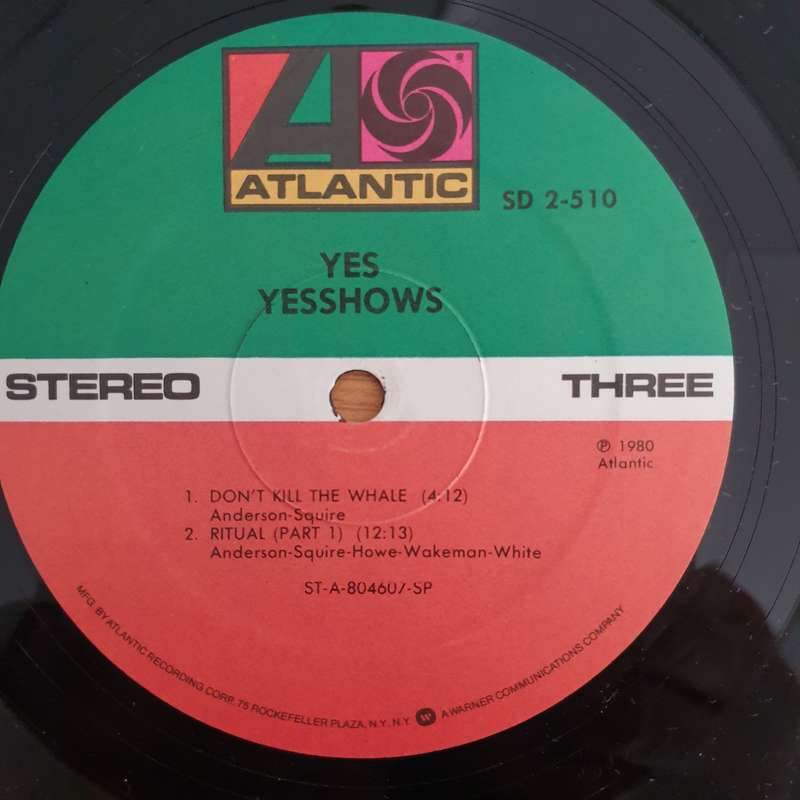 A
ATLANTIC
SD 2-510
YES
YESSHOWS
STEREO
THREE
℗ 1980
Atlantic
1. DON'T KILL THE WHALE (4:12)
Anderson-Squire
2. RITUAL (PART 1) (12:13)
Anderson-Squire-Howe-Wakeman-White
ST-A-804607-SP
MFG. BY ATLANTIC RECORDING CORP. 75 ROCKEFELLER PLAZA, N.Y. N.Y. W A WARNER COMMUNICATIONS COMPANY